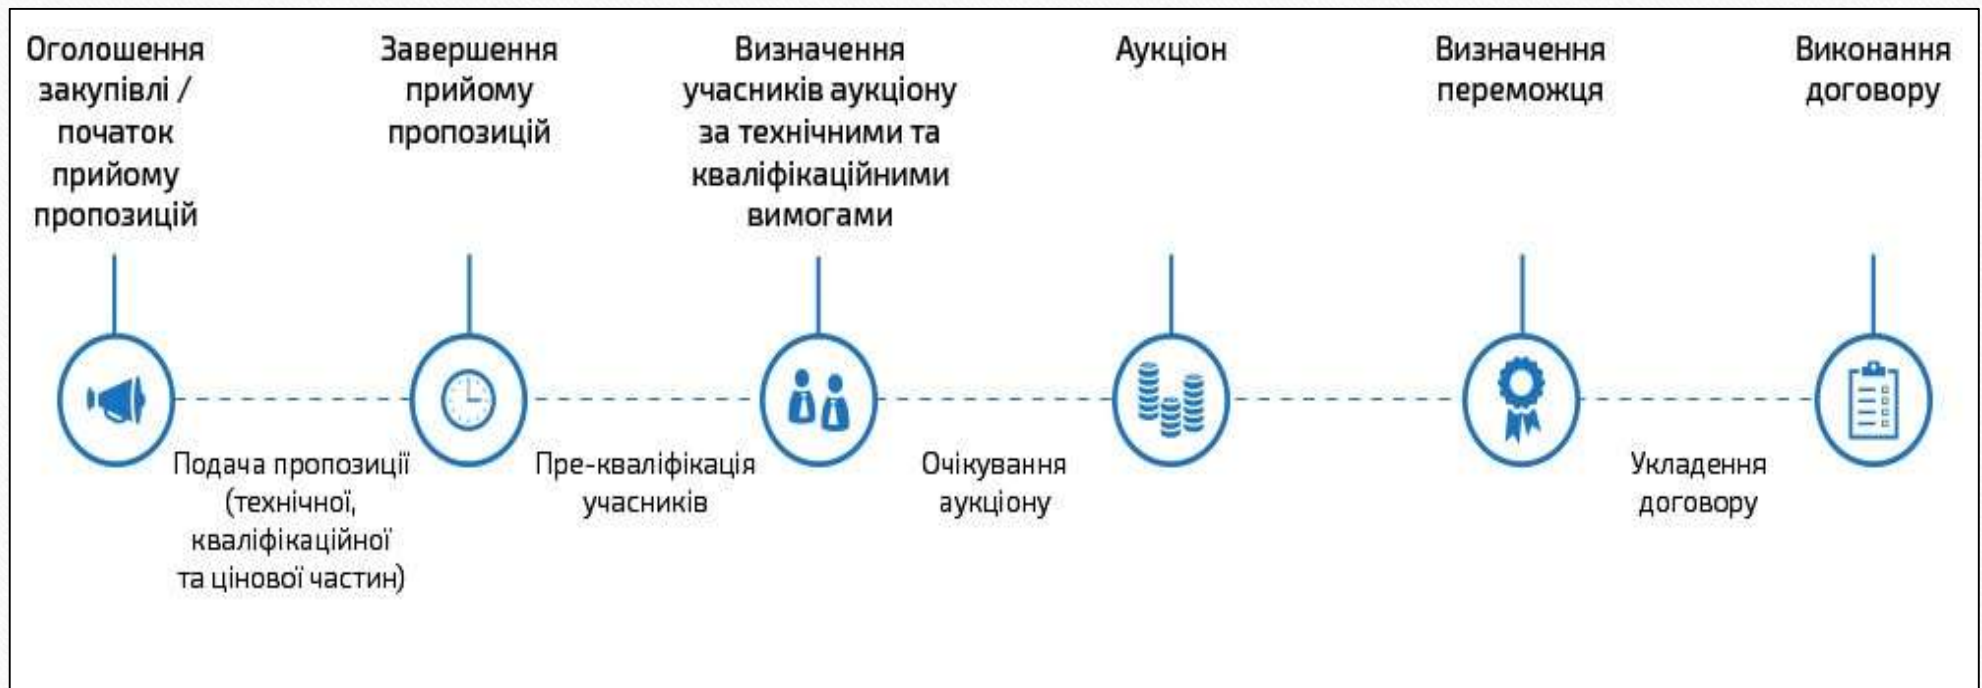 Оголошення
закупівлі /
початок
прийому
пропозицій
Завершення
прийому
пропозицій
Визначення
учасників аукціону
за технічними та
кваліфікаційними
вимогами
Аукціон
Визначення
переможця
Виконання
договору
Подача пропозиції
(технічної,
кваліфікаційної
та цінової частин)
Пре-кваліфікація
учасників
Очікування
аукціону
Укладення
договору